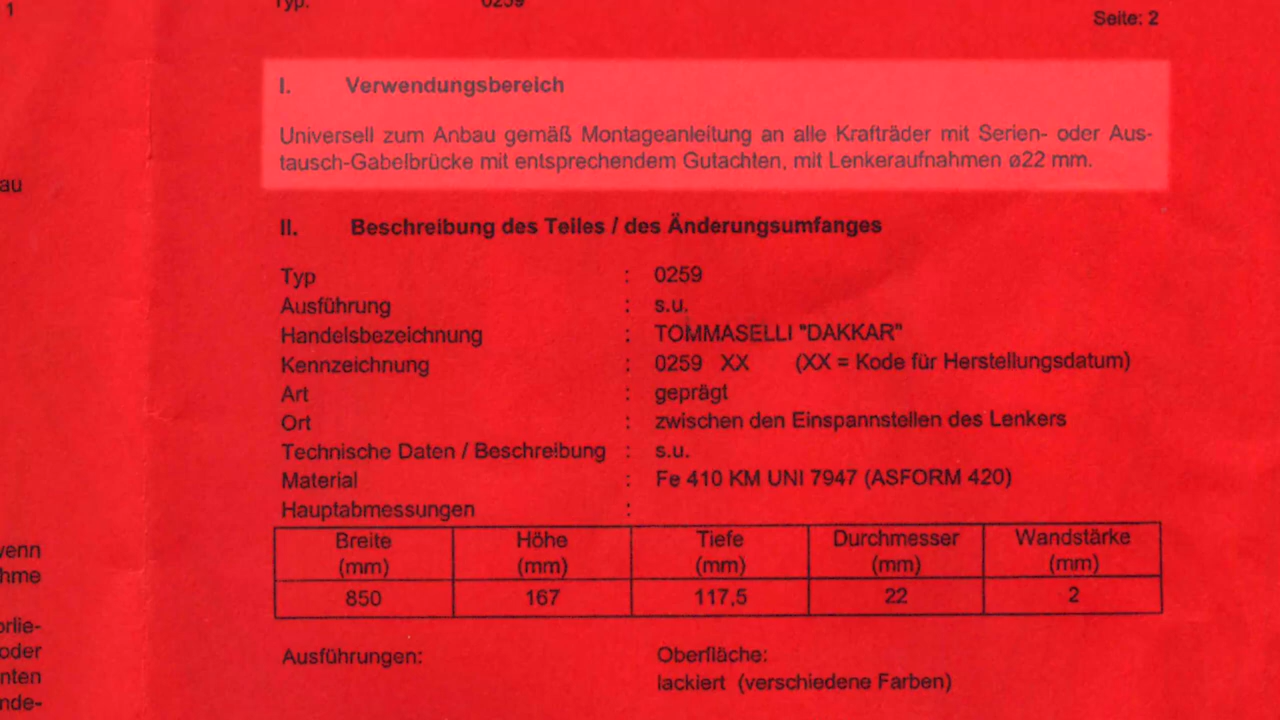 1
Typ: 0259
Seite: 2
I. Verwendungsbereich
Universell zum Anbau gemäß Montageanleitung an alle Krafträder mit Serien- oder Aus-
tausch-Gabelbrücke mit entsprechendem Gutachten, mit Lenkeraufnahmen ø22 mm.
au
II. Beschreibung des Teiles / des Änderungsumfanges
Typ : 0259
Ausführung : s.u.
Handelsbezeichnung : TOMMASELLI "DAKKAR"
Kennzeichnung : 0259 XX (XX = Kode für Herstellungsdatum)
Art : geprägt
Ort : zwischen den Einspannstellen des Lenkers
Technische Daten / Beschreibung : s.u.
Material : Fe 410 KM UNI 7947 (ASFORM 420)
Hauptabmessungen :
Breite Höhe Tiefe Durchmesser Wandstärke
(mm) (mm) (mm) (mm) (mm)
850 167 117,5 22 2
venn
hme
orlie-
oder
nten
nde-
Ausführungen: Oberfläche:
lackiert (verschiedene Farben)